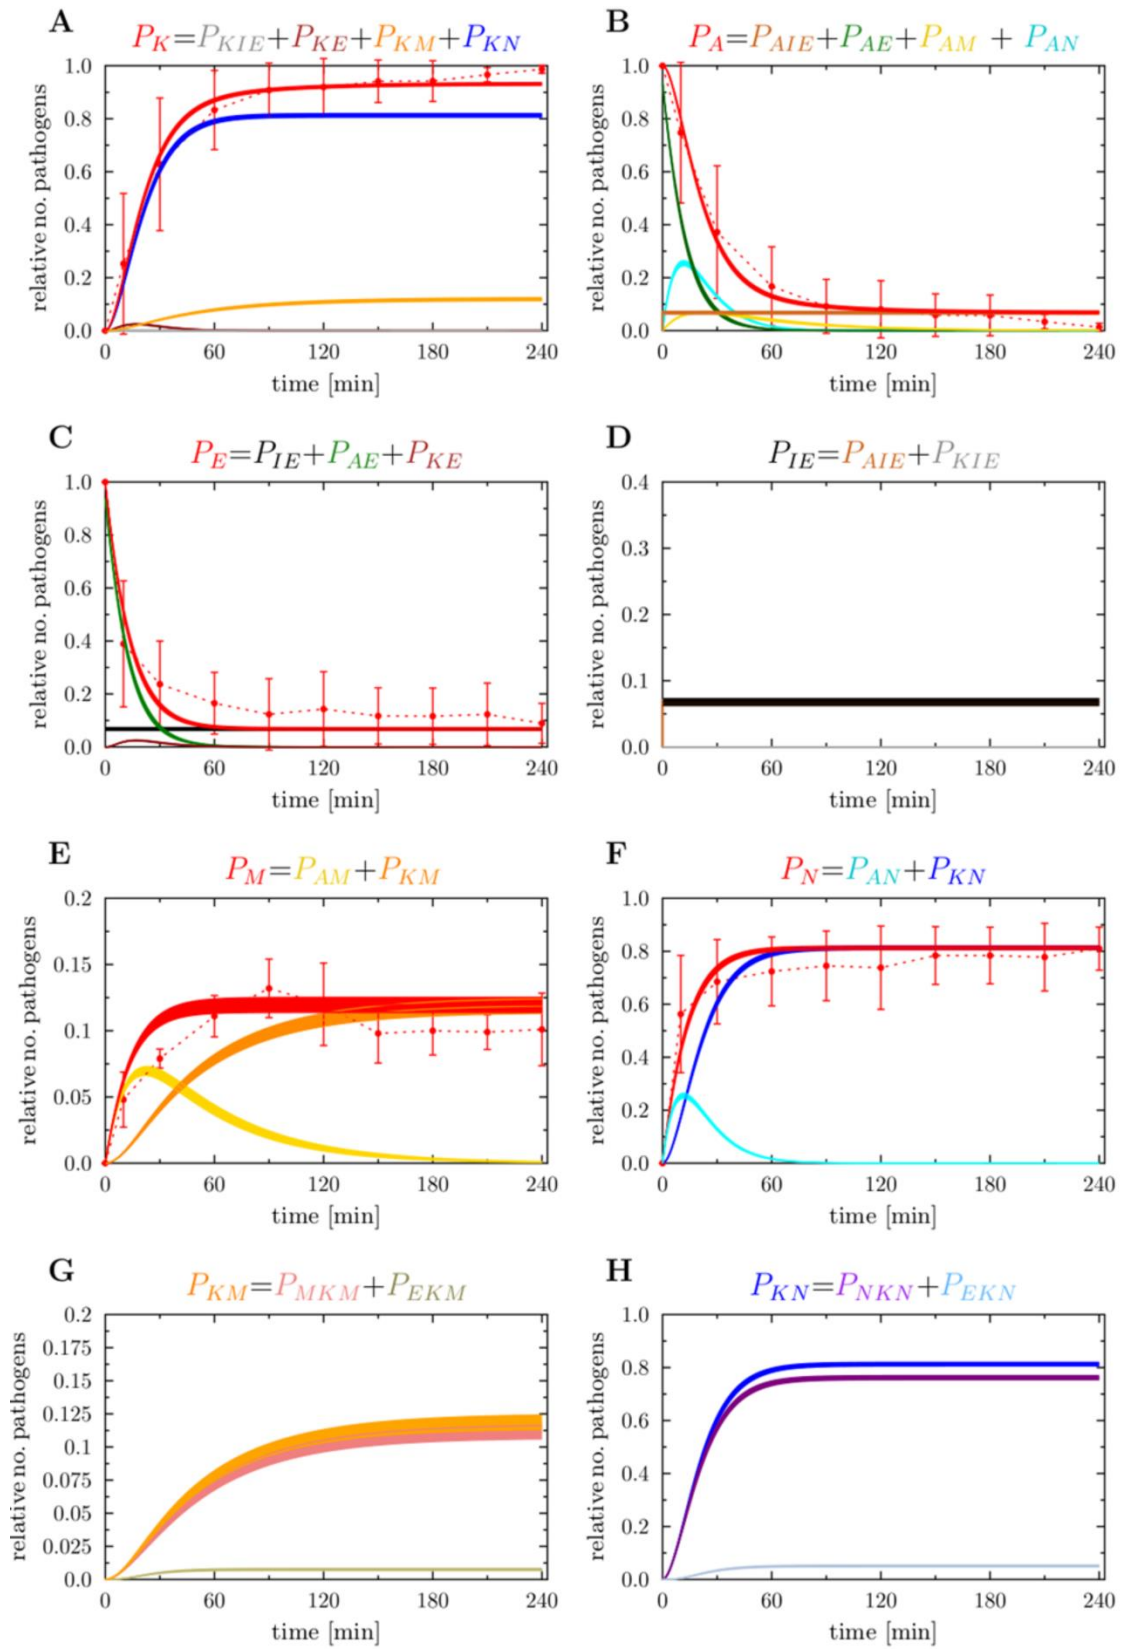 A
P_K=P_KIE+P_KE+P_KM+P_KN
relative no. pathogens
1.0
0.8
0.6
0.4
0.2
0.0
0 60 120 180 240
time [min]
B
P_A=P_AIE+P_AE+P_AM + P_AN
relative no. pathogens
1.0
0.8
0.6
0.4
0.2
0.0
0 60 120 180 240
time [min]
C
P_E=P_IE+P_AE+P_KE
relative no. pathogens
1.0
0.8
0.6
0.4
0.2
0.0
0 60 120 180 240
time [min]
D
P_IE=P_AIE+P_KIE
relative no. pathogens
0.4
0.3
0.2
0.1
0.0
0 60 120 180 240
time [min]
E
P_M=P_AM+P_KM
relative no. pathogens
0.2
0.15
0.1
0.05
0.0
0 60 120 180 240
time [min]
F
P_N=P_AN+P_KN
relative no. pathogens
1.0
0.8
0.6
0.4
0.2
0.0
0 60 120 180 240
time [min]
G
P_KM=P_MKM+P_EKM
relative no. pathogens
0.2
0.175
0.15
0.125
0.1
0.075
0.05
0.025
0.0
0 60 120 180 240
time [min]
H
P_KN=P_NKN+P_EKN
relative no. pathogens
1.0
0.8
0.6
0.4
0.2
0.0
0 60 120 180 240
time [min]